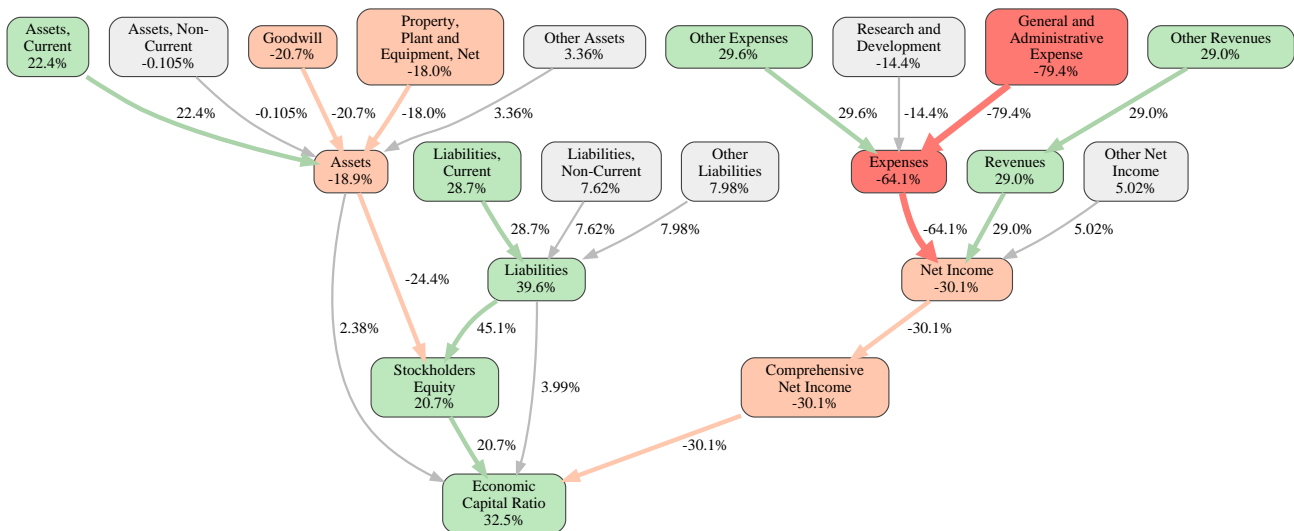 Assets,
Current
22.4%
Assets, Non-
Current
-0.105%
Goodwill
-20.7%
Property,
Plant and
Equipment, Net
-18.0%
Other Assets
3.36%
Other Expenses
29.6%
Research and
Development
-14.4%
General and
Administrative
Expense
-79.4%
Other Revenues
29.0%
22.4%
-0.105%
-20.7%
-18.0%
3.36%
29.6%
-14.4%
-79.4%
29.0%
Assets
-18.9%
Liabilities,
Current
28.7%
Liabilities,
Non-Current
7.62%
Other
Liabilities
7.98%
Expenses
-64.1%
Revenues
29.0%
Other Net
Income
5.02%
28.7%
7.62%
7.98%
-64.1%
29.0%
5.02%
-24.4%
Liabilities
39.6%
Net Income
-30.1%
2.38%
45.1%
-30.1%
Stockholders
Equity
20.7%
3.99%
Comprehensive
Net Income
-30.1%
20.7%
-30.1%
Economic
Capital Ratio
32.5%